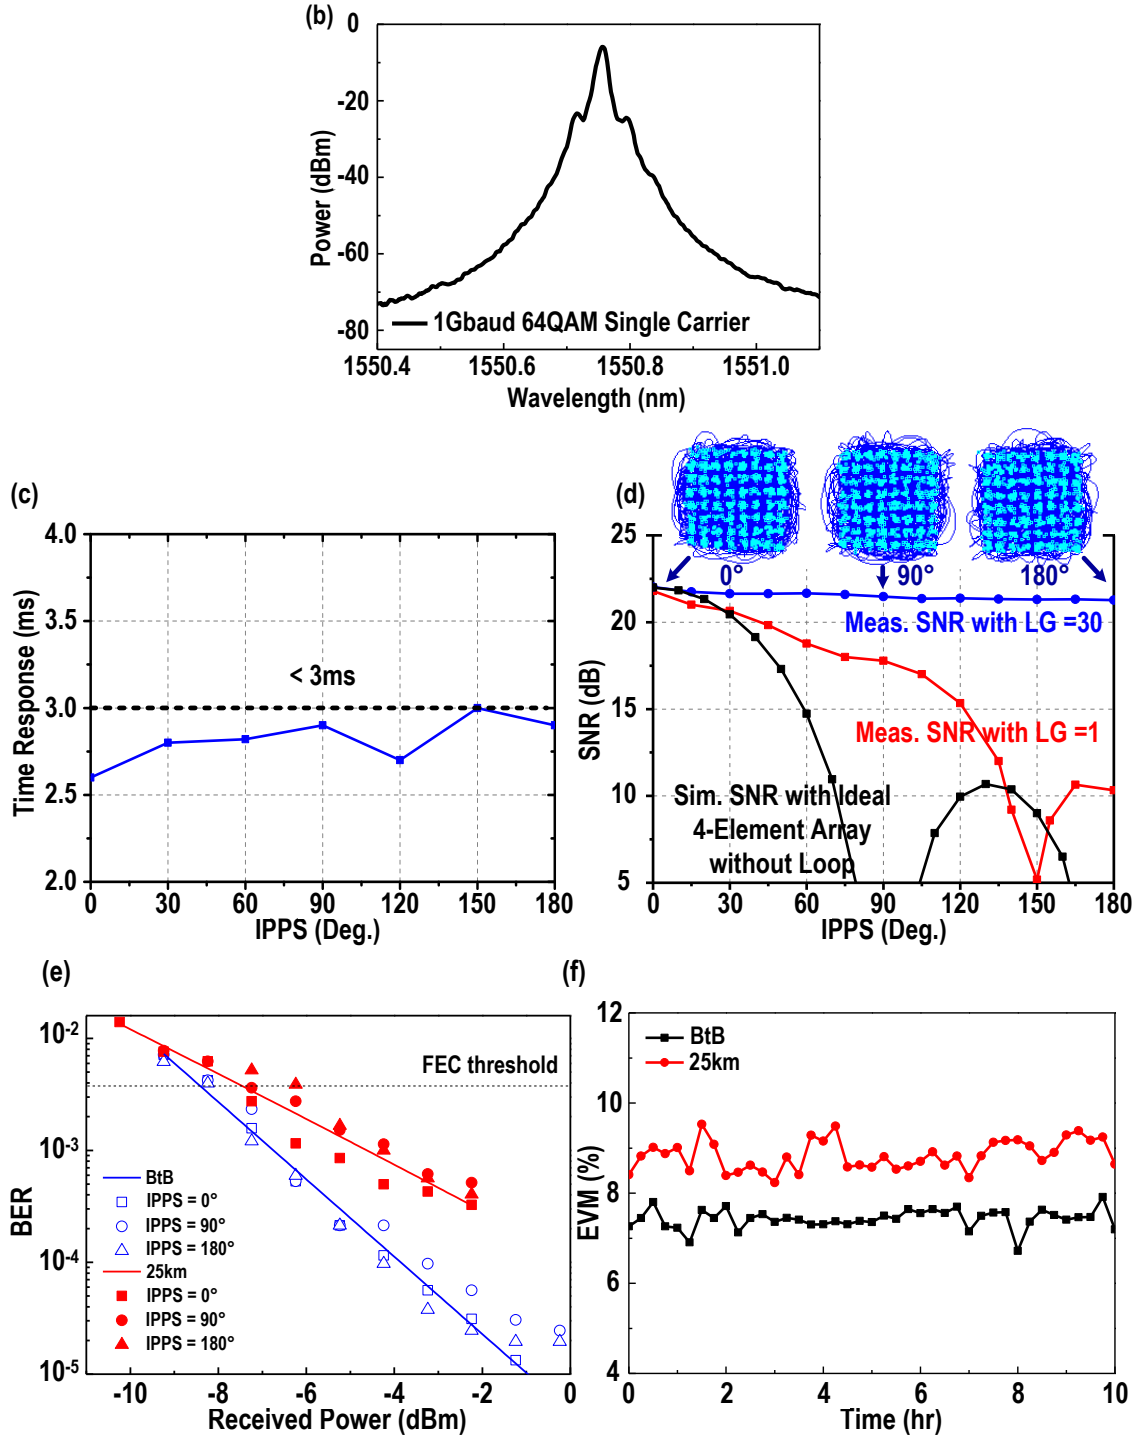 (b)
0
-20
-40
-60
-80
Power (dBm)
1Gbaud 64QAM Single Carrier
1550.4
1550.6
1550.8
1551.0
Wavelength (nm)
(c)
4.0
3.5
3.0
2.5
2.0
Time Response (ms)
< 3ms
0
30
60
90
120
150
180
IPPS (Deg.)
(d)
25
20
15
10
5
SNR (dB)
0°
90°
180°
Meas. SNR with LG =30
Meas. SNR with LG =1
Sim. SNR with Ideal
4-Element Array
without Loop
0
30
60
90
120
150
180
IPPS (Deg.)
(e)
10-2
10-3
10-4
10-5
BER
FEC threshold
BtB
IPPS = 0°
IPPS = 90°
IPPS = 180°
25km
IPPS = 0°
IPPS = 90°
IPPS = 180°
-10
-8
-6
-4
-2
0
Received Power (dBm)
(f)
12
10
8
6
4
EVM (%)
BtB
25km
0
2
4
6
8
10
Time (hr)